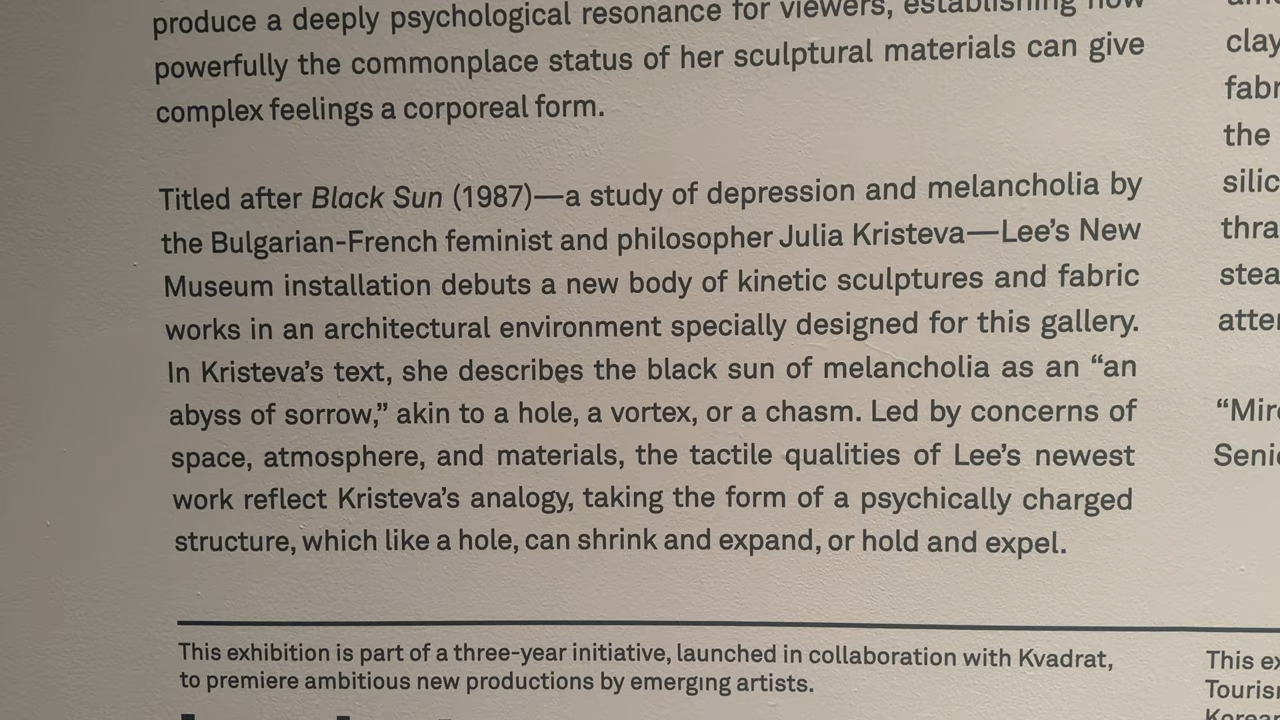 produce a deeply psychological resonance for viewers, establishing how
powerfully the commonplace status of her sculptural materials can give
complex feelings a corporeal form.
Titled after Black Sun (1987)—a study of depression and melancholia by
the Bulgarian-French feminist and philosopher Julia Kristeva—Lee’s New
Museum installation debuts a new body of kinetic sculptures and fabric
works in an architectural environment specially designed for this gallery.
In Kristeva’s text, she describes the black sun of melancholia as an “an
abyss of sorrow,” akin to a hole, a vortex, or a chasm. Led by concerns of
space, atmosphere, and materials, the tactile qualities of Lee’s newest
work reflect Kristeva’s analogy, taking the form of a psychically charged
structure, which like a hole, can shrink and expand, or hold and expel.
This exhibition is part of a three-year initiative, launched in collaboration with Kvadrat,
to premiere ambitious new productions by emerging artists.
clay
the
“Mir
This ex